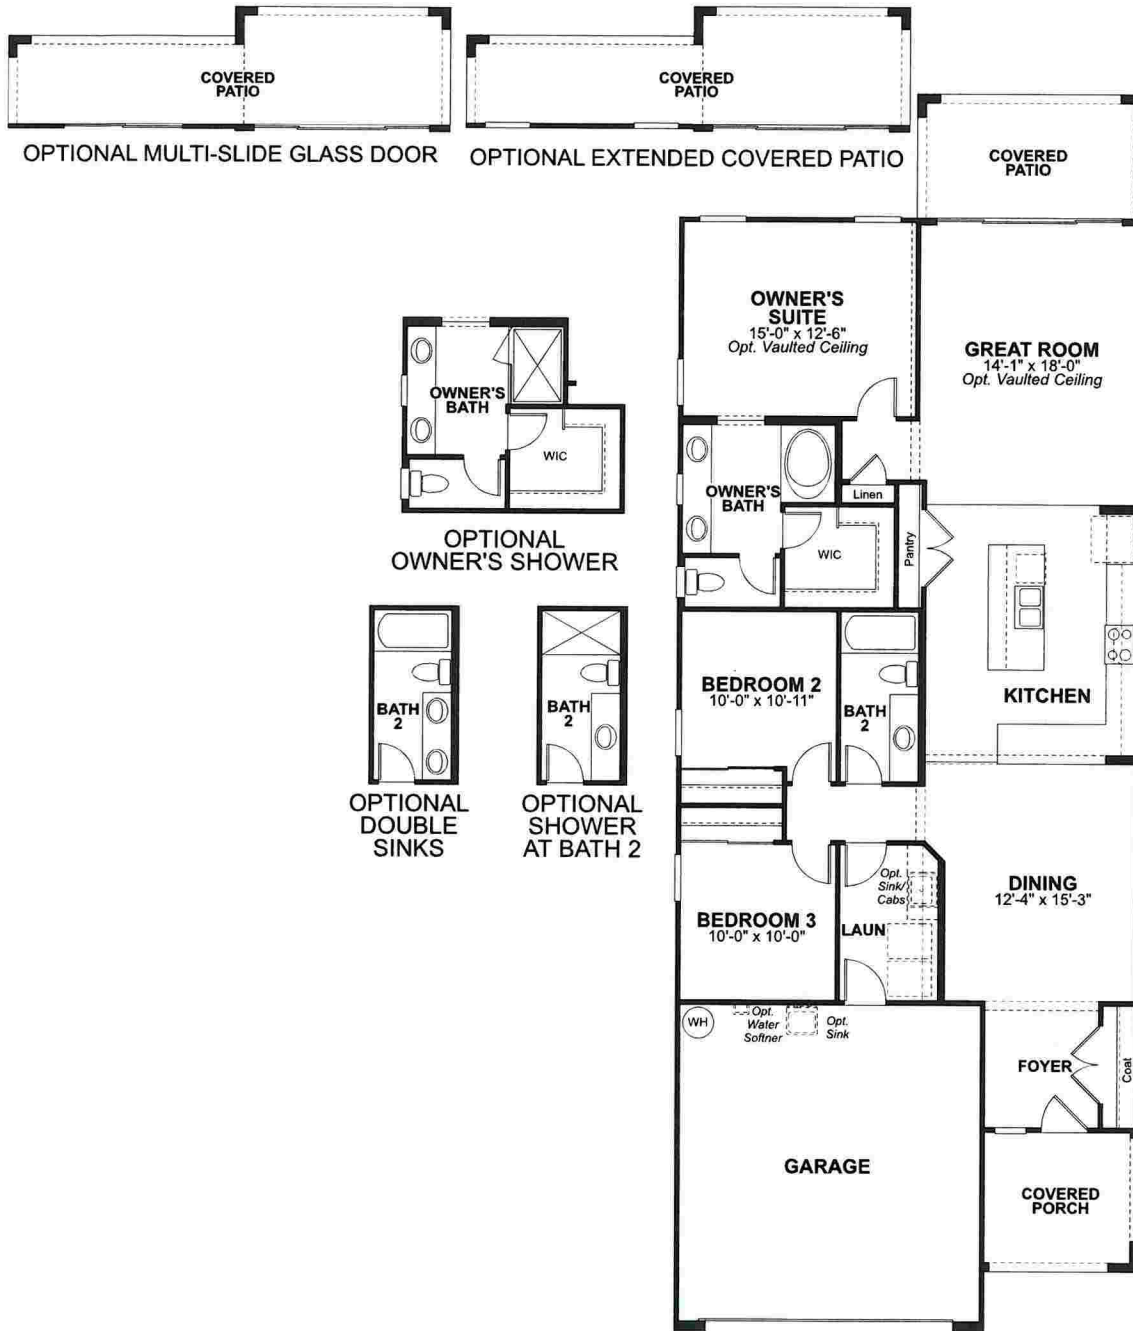 COVERED
PATIO
OPTIONAL MULTI-SLIDE GLASS DOOR
COVERED
PATIO
OPTIONAL EXTENDED COVERED PATIO
COVERED
PATIO
OWNER'S
SUITE
15'-0" x 12'-6"
Opt. Vaulted Ceiling
GREAT ROOM
14'-1" x 18'-0"
Opt. Vaulted Ceiling
OWNER'S
BATH
WIC
OPTIONAL
OWNER'S SHOWER
OWNER'S
BATH
Linen
WIC
Pantry
KITCHEN
BATH
2
OPTIONAL
DOUBLE
SINKS
BATH
2
OPTIONAL
SHOWER
AT BATH 2
BEDROOM 2
10'-0" x 10'-11"
BATH
2
BEDROOM 3
10'-0" x 10'-0"
Opt.
Sink/
Cabs
LAUN
DINING
12'-4" x 15'-3"
WH
Opt.
Water
Softner
Opt.
Sink
FOYER
Coat
GARAGE
COVERED
PORCH